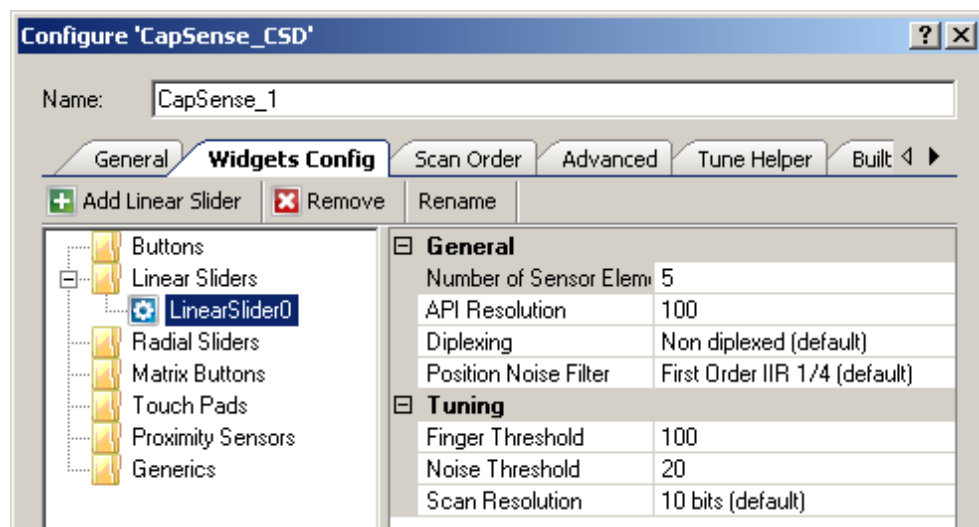 Configure 'CapSense_CSD'
Name: CapSense_1
General Widgets Config Scan Order Advanced Tune Helper Built
Add Linear Slider Remove Rename
Buttons
Linear Sliders
LinearSlider0
Radial Sliders
Matrix Buttons
Touch Pads
Proximity Sensors
Generics
General
Number of Sensor Elem 5
API Resolution 100
Diplexing Non diplexed (default)
Position Noise Filter First Order IIR 1/4 (default)
Tuning
Finger Threshold 100
Noise Threshold 20
Scan Resolution 10 bits (default)